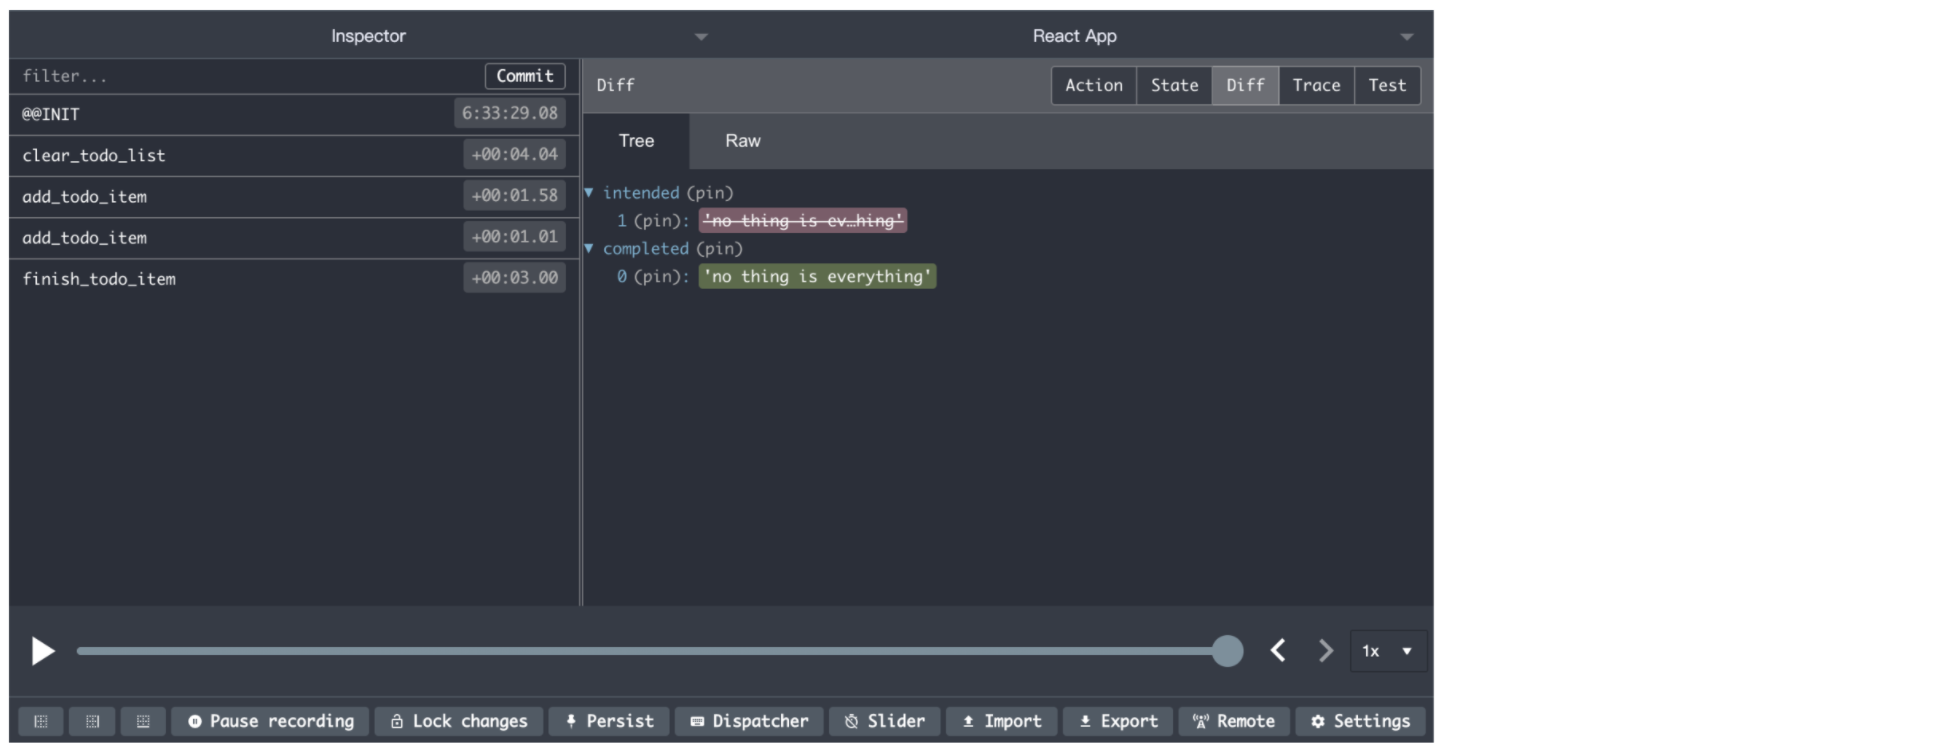 Inspector
React App
filter...
Commit
@@INIT
6:33:29.08
clear_todo_list
+00:04.04
add_todo_item
+00:01.58
add_todo_item
+00:01.01
finish_todo_item
+00:03.00
Diff
Action
State
Diff
Trace
Test
Tree
Raw
intended (pin)
1 (pin): 'no thing is ev…hing'
completed (pin)
0 (pin): 'no thing is everything'
1x
Pause recording
Lock changes
Persist
Dispatcher
Slider
Import
Export
Remote
Settings